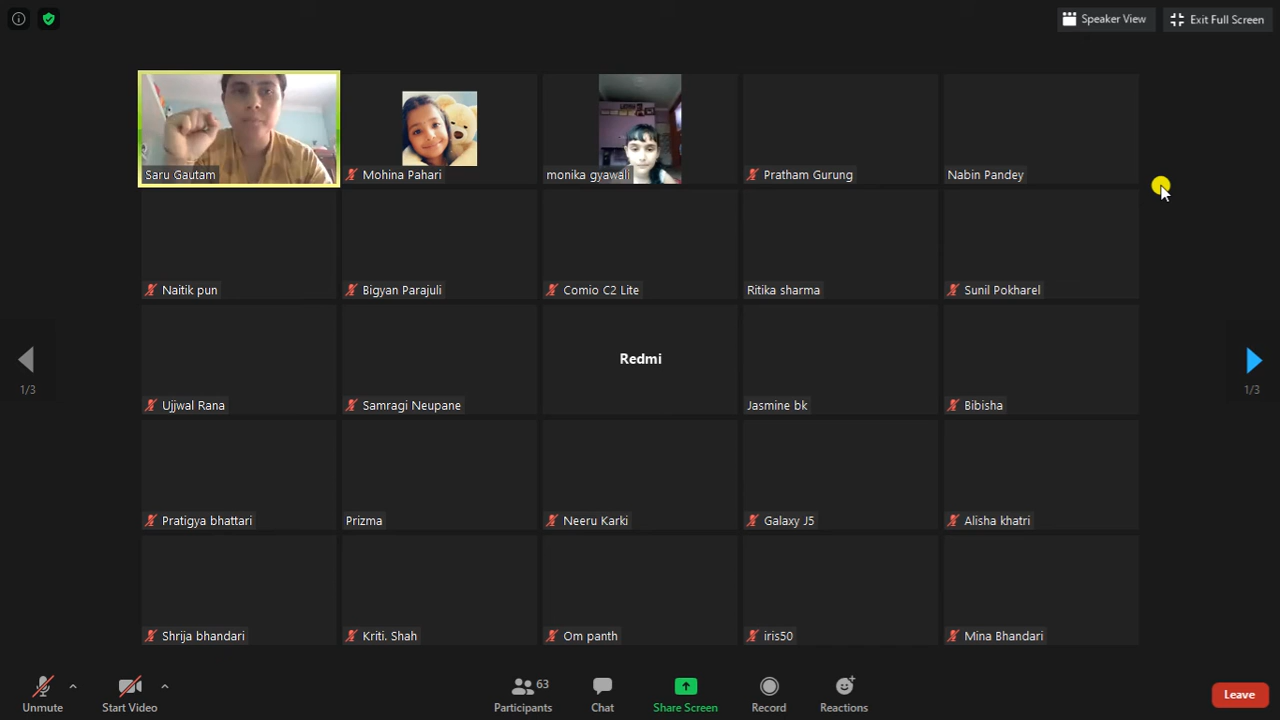 Speaker View
Exit Full Screen
Saru Gautam
Mohina Pahari
monika gyawali
Pratham Gurung
Nabin Pandey
Naitik pun
Bigyan Parajuli
Comio C2 Lite
Ritika sharma
Sunil Pokharel
1/3
Redmi
1/3
Ujjwal Rana
Samragi Neupane
Jasmine bk
Bibisha
Pratigya bhattari
Prizma
Neeru Karki
Galaxy J5
Alisha khatri
Shrija bhandari
Kriti. Shah
Om panth
iris50
Mina Bhandari
Unmute
Start Video
63
Participants
Chat
Share Screen
Record
Reactions
Leave